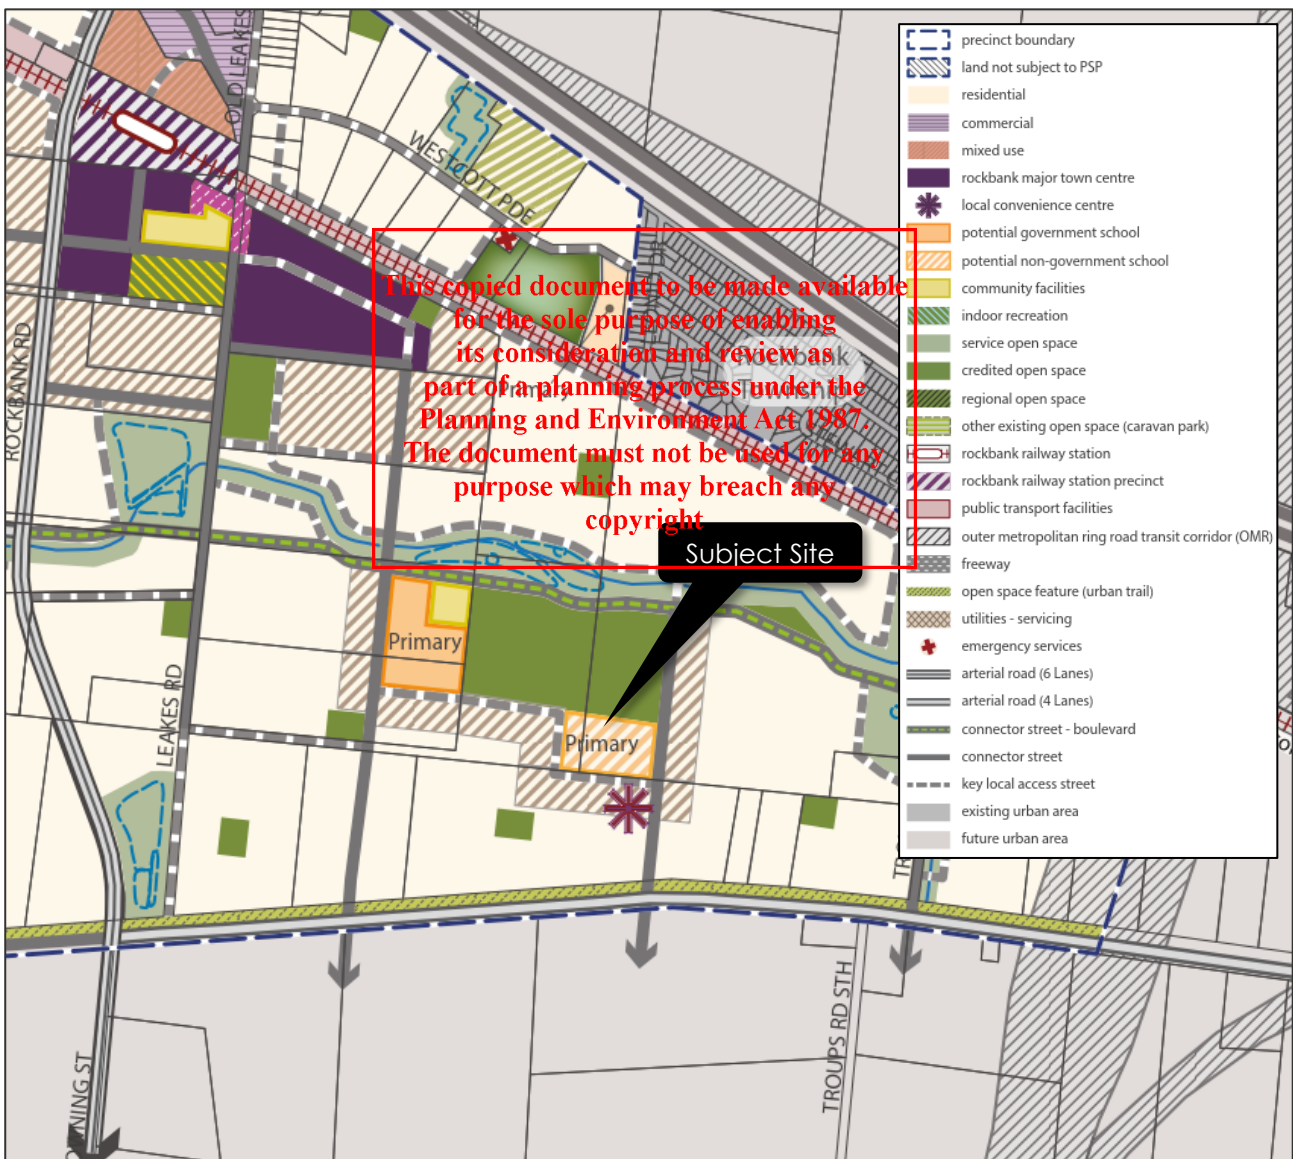 OLD LEAKES
WESTCOTT PDE
ROCKBANK RD
LEAKES RD
TROUPS RD STH
Primary
Rockbank
Township
This copied document to be made available
for the sole purpose of enabling
its consideration and review as
part of a planning process under the
Planning and Environment Act 1987.
The document must not be used for any
purpose which may breach any
copyright
Subject Site
Primary
Primary
precinct boundary
land not subject to PSP
residential
commercial
mixed use
rockbank major town centre
local convenience centre
potential government school
potential non-government school
community facilities
indoor recreation
service open space
credited open space
regional open space
other existing open space (caravan park)
rockbank railway station
rockbank railway station precinct
public transport facilities
outer metropolitan ring road transit corridor (OMR)
freeway
open space feature (urban trail)
utilities - servicing
emergency services
arterial road (6 Lanes)
arterial road (4 Lanes)
connector street - boulevard
connector street
key local access street
existing urban area
future urban area